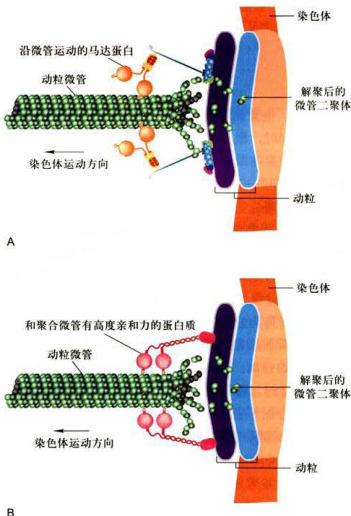 沿微管运动的马达蛋白
染色体
动粒微管
解聚后的
微管二聚体
染色体运动方向
动粒
A
染色体
和聚合微管有高度亲和力的蛋白质
动粒微管
解聚后的
微管二聚体
染色体运动方向
动粒
B